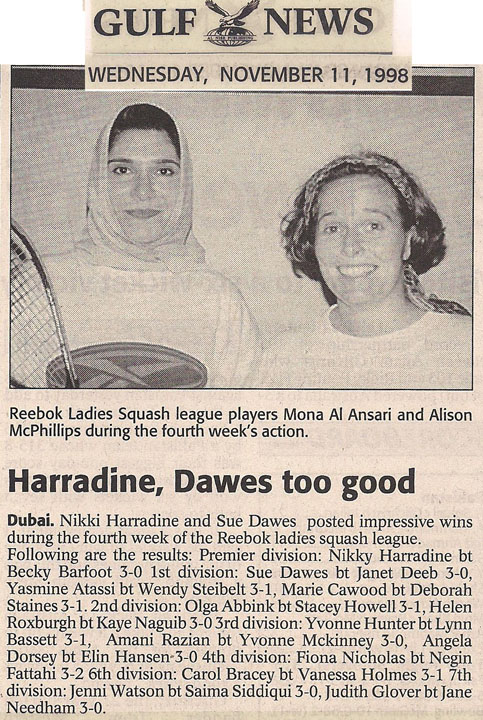 GULF NEWS
WEDNESDAY, NOVEMBER 11, 1998
Reebok Ladies Squash league players Mona Al Ansari and Alison
McPhillips during the fourth week's action.
Harradine, Dawes too good
Dubai. Nikki Harradine and Sue Dawes posted impressive wins
during the fourth week of the Reebok ladies squash league.
Following are the results: Premier division: Nikky Harradine bt
Becky Barfoot 3-0 1st division: Sue Dawes bt Janet Deeb 3-0,
Yasmine Atassi bt Wendy Steibelt 3-1, Marie Cawood bt Deborah
Staines 3-1. 2nd division: Olga Abbink bt Stacey Howell 3-1, Helen
Roxburgh bt Kaye Naguib 3-0 3rd division: Yvonne Hunter bt Lynn
Bassett 3-1, Amani Razian bt Yvonne Mckinney 3-0, Angela
Dorsey bt Elin Hansen 3-0 4th division: Fiona Nicholas bt Negin
Fattahi 3-2 6th division: Carol Bracey bt Vanessa Holmes 3-1 7th
division: Jenni Watson bt Saima Siddiqui 3-0, Judith Glover bt Jane
Needham 3-0.